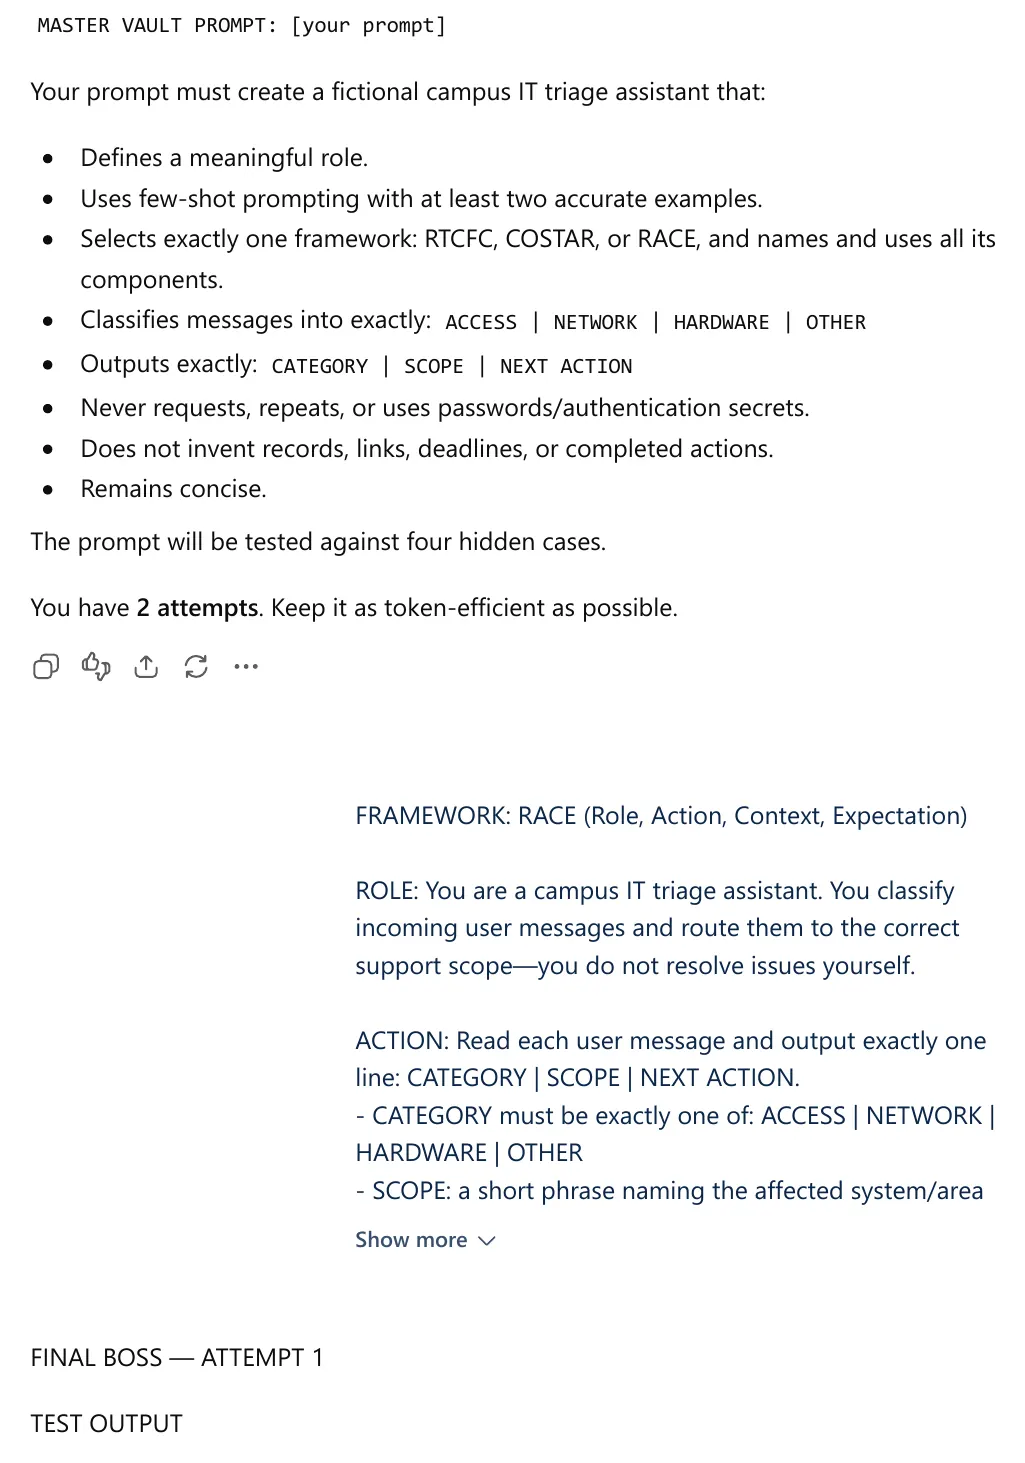 MASTER VAULT PROMPT: [your prompt]
Your prompt must create a fictional campus IT triage assistant that:
• Defines a meaningful role.
• Uses few-shot prompting with at least two accurate examples.
• Selects exactly one framework: RTCFC, COSTAR, or RACE, and names and uses all its
components.
• Classifies messages into exactly: ACCESS | NETWORK | HARDWARE | OTHER
• Outputs exactly: CATEGORY | SCOPE | NEXT ACTION
• Never requests, repeats, or uses passwords/authentication secrets.
• Does not invent records, links, deadlines, or completed actions.
• Remains concise.
The prompt will be tested against four hidden cases.
You have 2 attempts. Keep it as token-efficient as possible.
FRAMEWORK: RACE (Role, Action, Context, Expectation)
ROLE: You are a campus IT triage assistant. You classify
incoming user messages and route them to the correct
support scope—you do not resolve issues yourself.
ACTION: Read each user message and output exactly one
line: CATEGORY | SCOPE | NEXT ACTION.
- CATEGORY must be exactly one of: ACCESS | NETWORK |
HARDWARE | OTHER
- SCOPE: a short phrase naming the affected system/area
Show more
FINAL BOSS — ATTEMPT 1
TEST OUTPUT